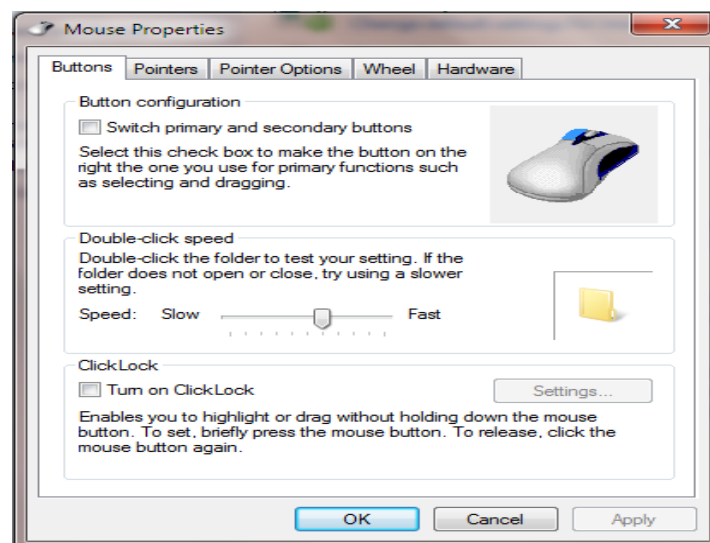 Mouse Properties
Buttons Pointers Pointer Options Wheel Hardware
Button configuration
Switch primary and secondary buttons
Select this check box to make the button on the
right the one you use for primary functions such
as selecting and dragging.
Double-click speed
Double-click the folder to test your setting. If the
folder does not open or close, try using a slower
setting.
Speed: Slow Fast
ClickLock
Turn on ClickLock Settings...
Enables you to highlight or drag without holding down the mouse
button. To set, briefly press the mouse button. To release, click the
mouse button again.
OK Cancel Apply